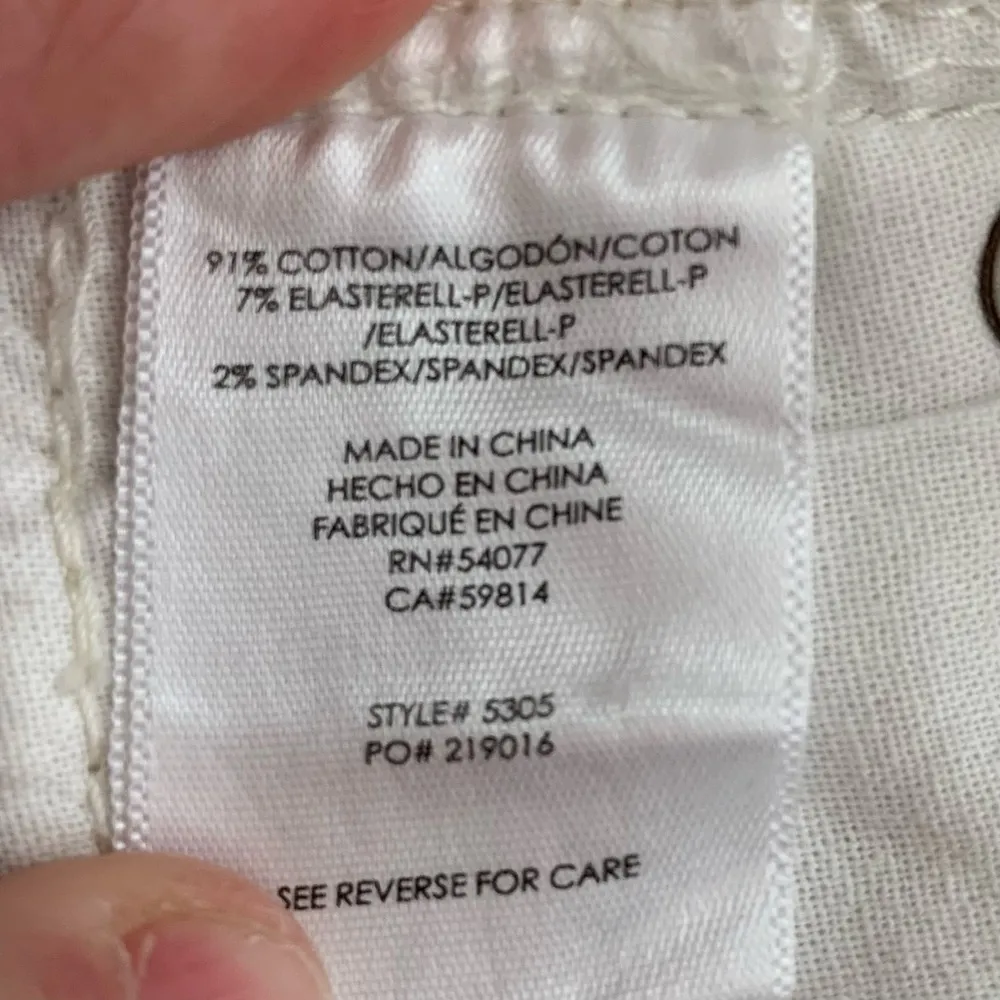 91% COTTON/ALGODÓN/COTON
7% ELASTERELL-P/ELASTERELL-P
/ELASTERELL-P
2% SPANDEX/SPANDEX/SPANDEX
MADE IN CHINA
HECHO EN CHINA
FABRIQUÉ EN CHINE
RN#54077
CA#59814
STYLE# 5305
PO# 219016
SEE REVERSE FOR CARE